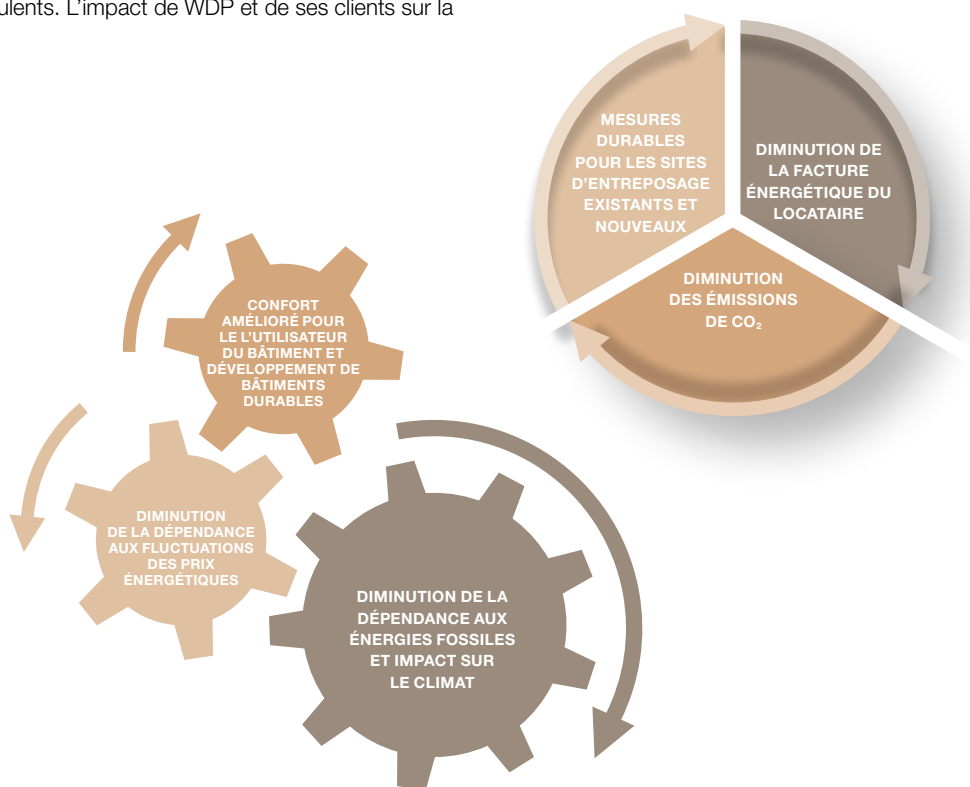 L'impact de WDP et de ses clients sur la
MESURES
DURABLES
POUR LES SITES
D'ENTREPOSAGE
EXISTANTS ET
NOUVEAUX
DIMINUTION DE
LA FACTURE
ÉNERGÉTIQUE DU
LOCATAIRE
DIMINUTION
DES ÉMISSIONS
DE CO₂
CONFORT
AMÉLIORÉ POUR
LE L'UTILISATEUR
DU BÂTIMENT ET
DÉVELOPPEMENT DE
BÂTIMENTS
DURABLES
DIMINUTION
DE LA DÉPENDANCE
AUX FLUCTUATIONS
DES PRIX
ÉNERGÉTIQUES
DIMINUTION DE LA
DÉPENDANCE AUX
ÉNERGIES FOSSILES
ET IMPACT SUR
LE CLIMAT